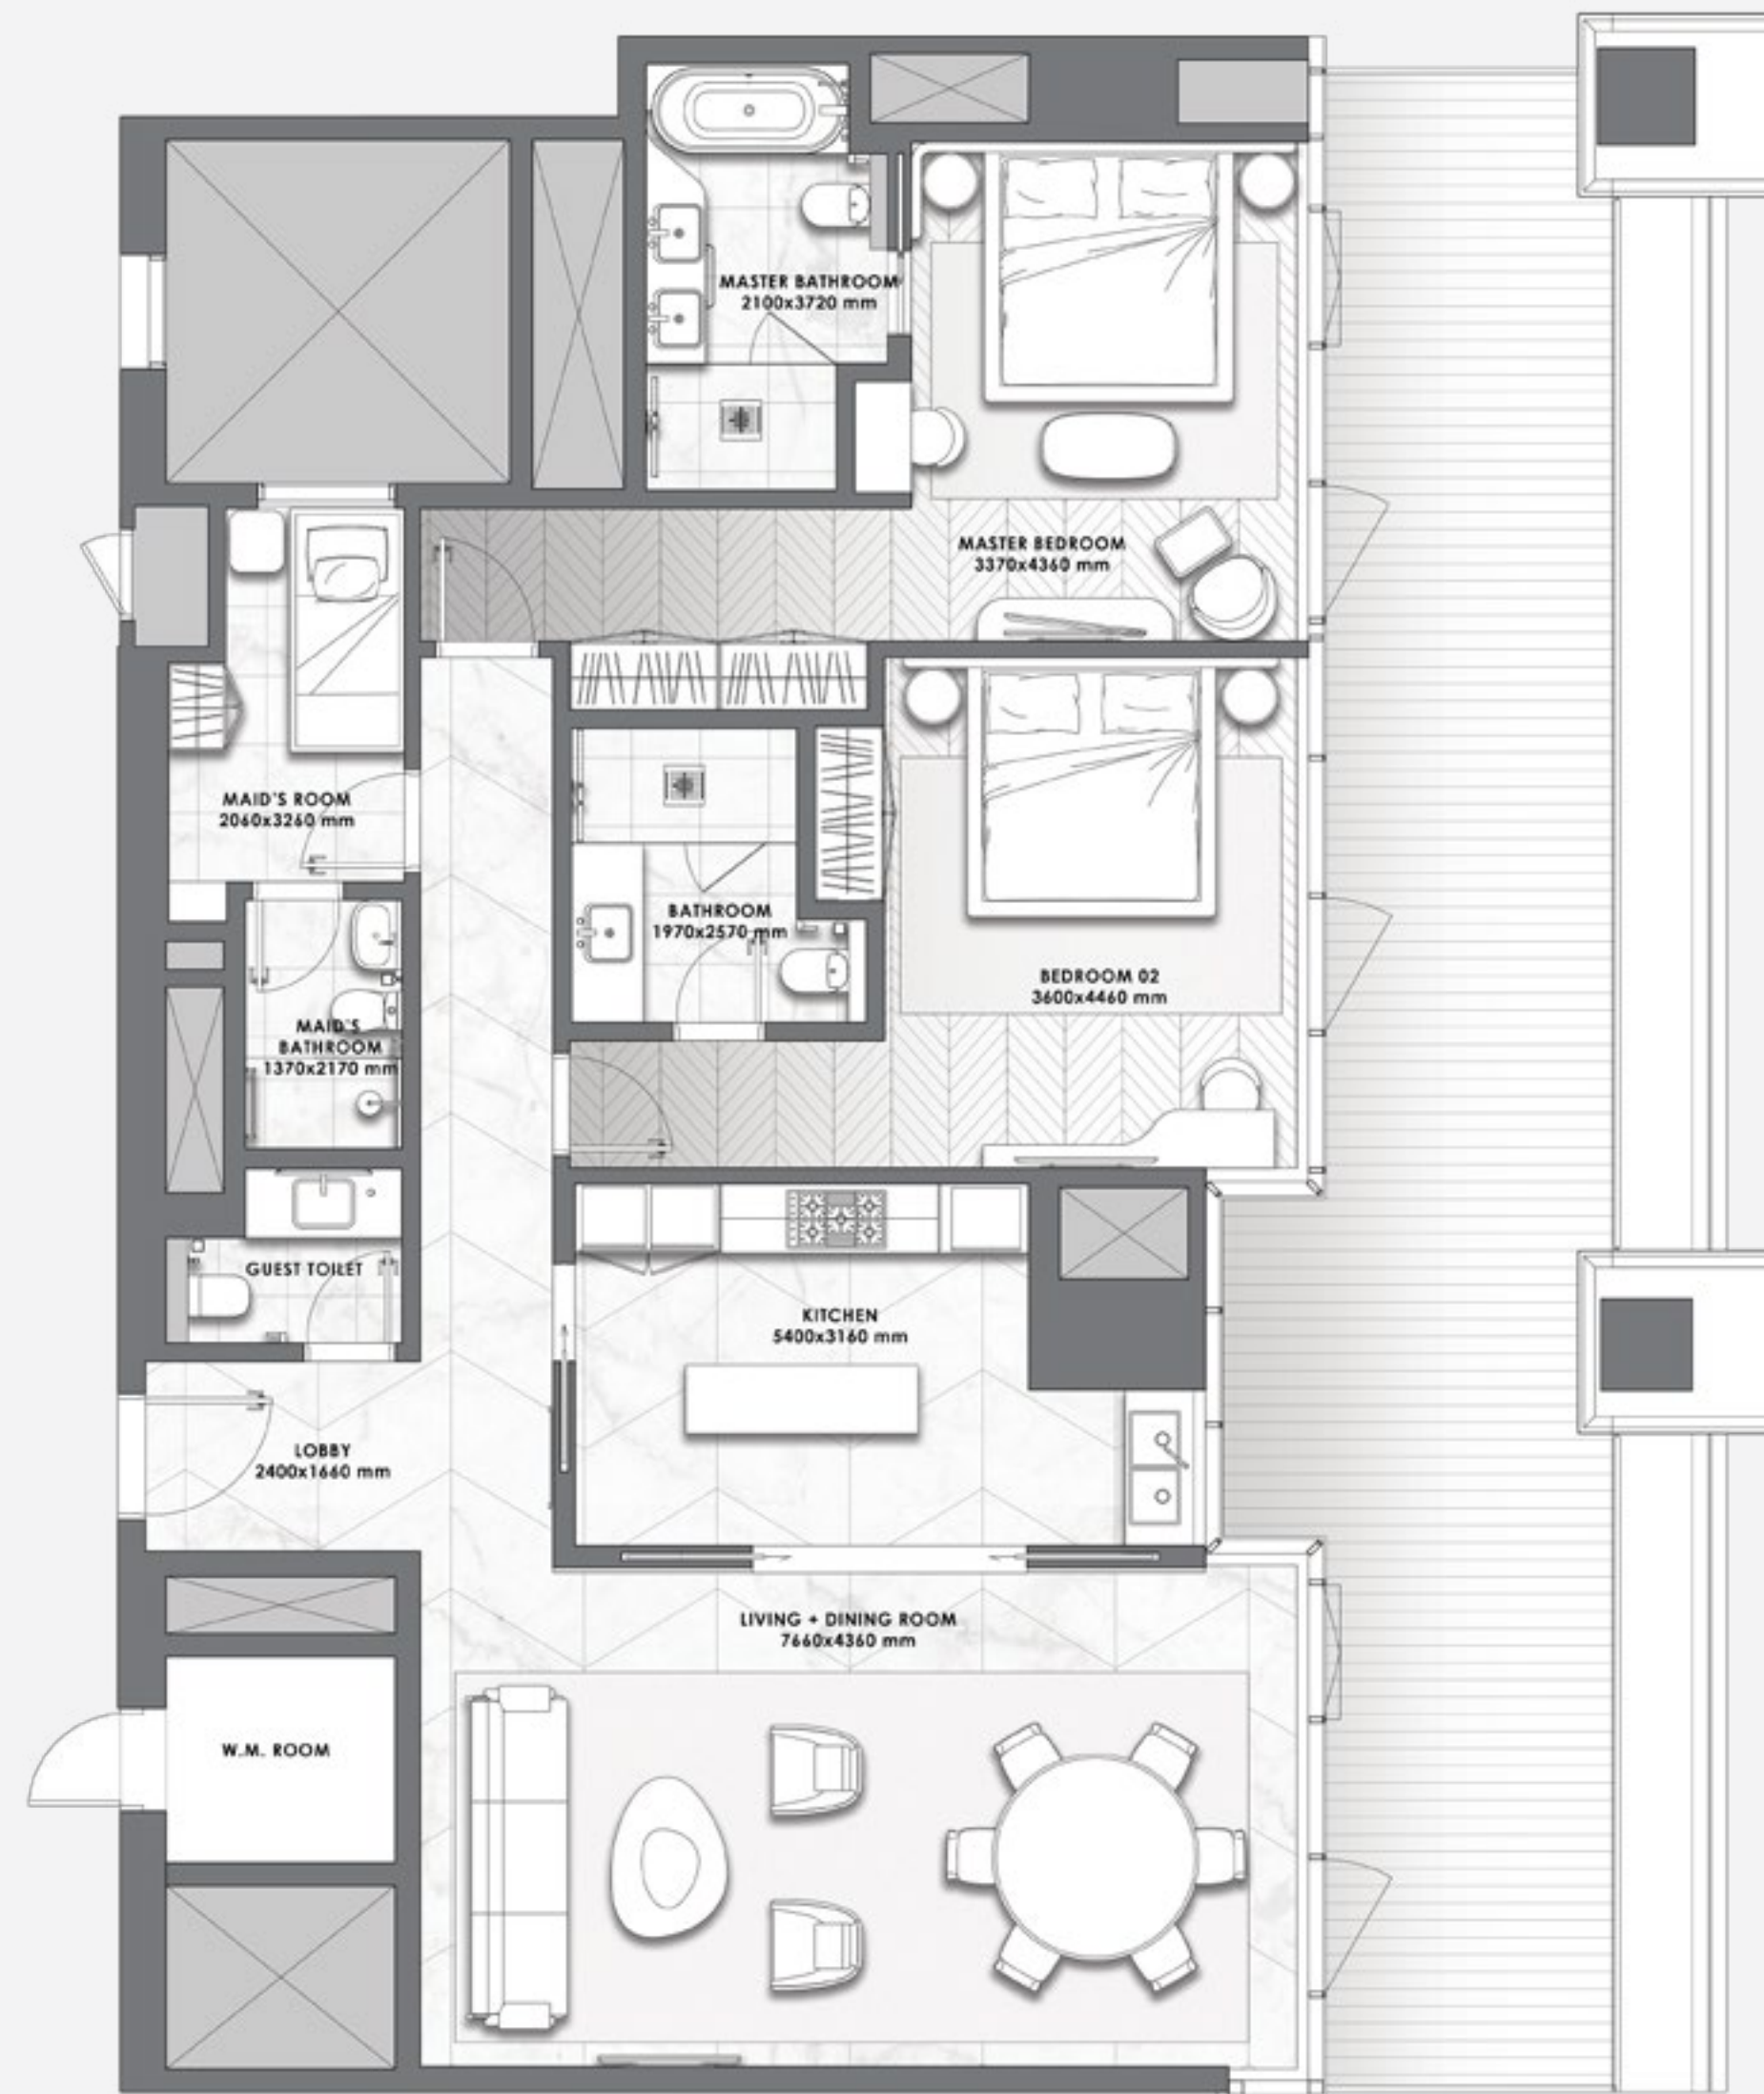 MASTER BATHROOM
2100x3720 mm
MASTER BEDROOM
3370x4360 mm
MAID'S ROOM
2060x3260 mm
BATHROOM
1970x2570 mm
BEDROOM 02
3600x4460 mm
MAID'S
BATHROOM
1370x2170 mm
GUEST TOILET
KITCHEN
5400x3160 mm
LOBBY
2400x1660 mm
LIVING + DINING ROOM
7660x4360 mm
W.M. ROOM